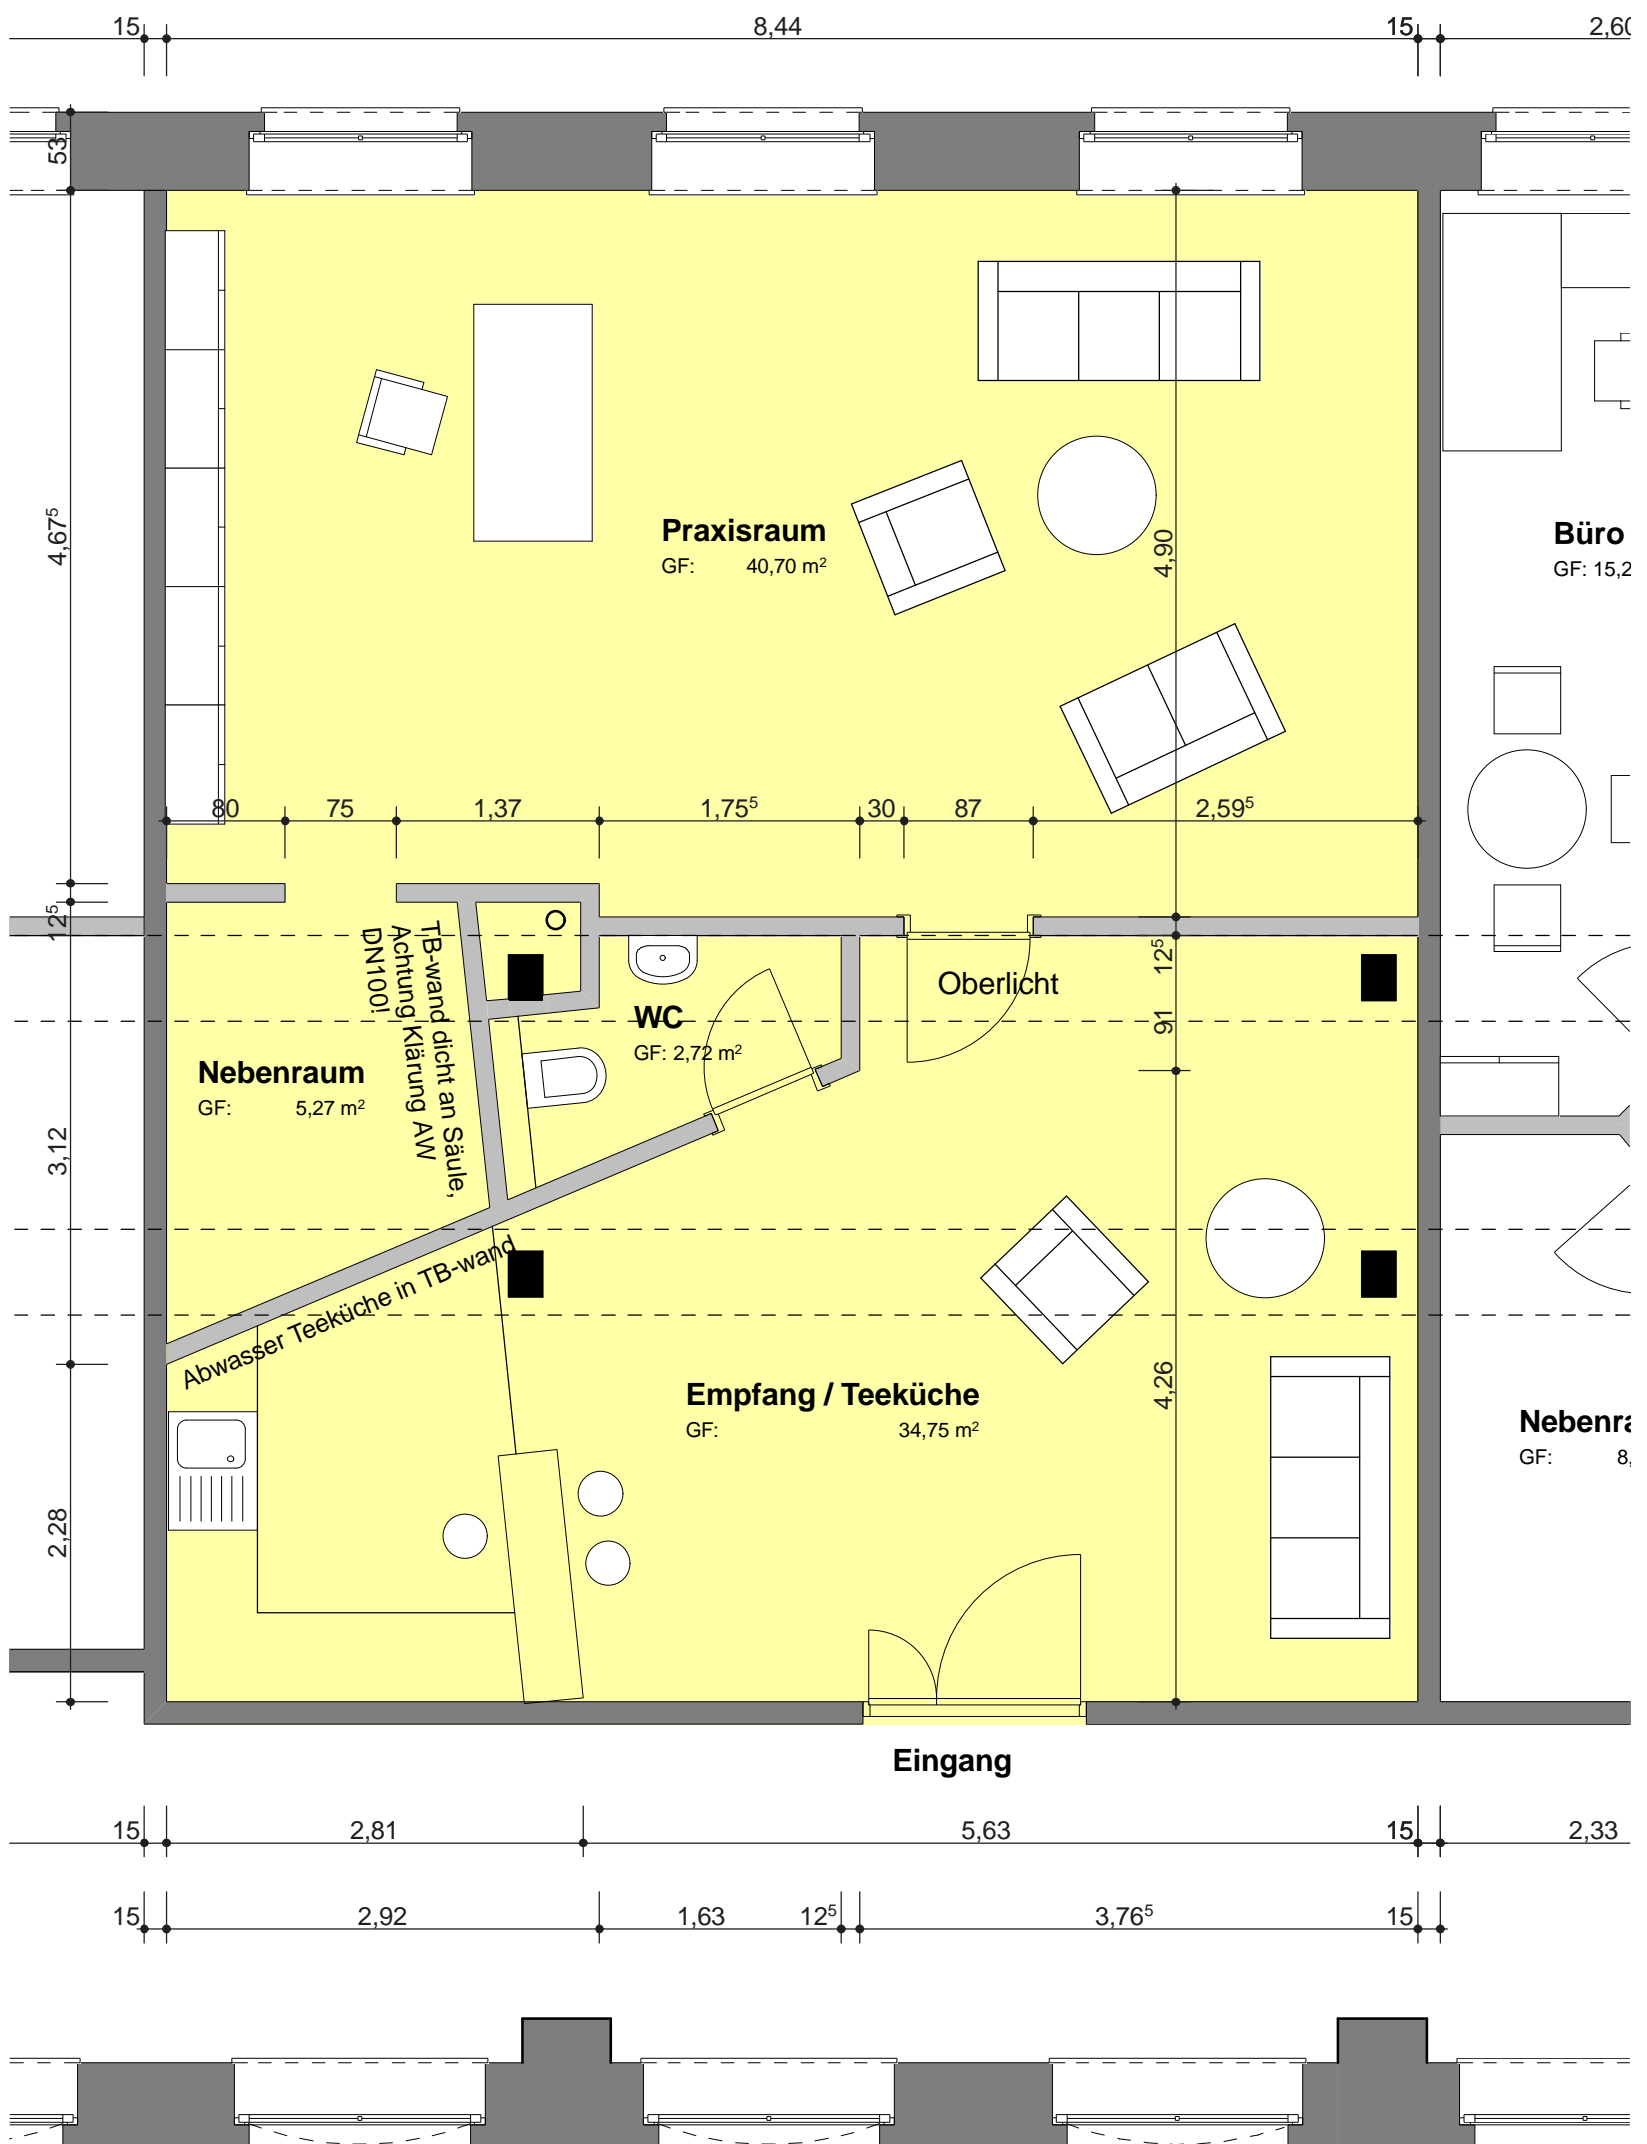 15 8,44 15 2,60
53
4,67⁵
Praxisraum
GF: 40,70 m²
4,90
Büro
GF: 15,2
80 75 1,37 1,75⁵ 30 87 2,59⁵
12⁵
TB-wand dicht an Säule,
Achtung Klärung AW
DN100!
Oberlicht
12⁵
91
WC
GF: 2,72 m²
Nebenraum
GF: 5,27 m²
3,12
Abwasser Teeküche in TB-wand
Empfang / Teeküche
GF: 34,75 m²
4,26
Nebenra
GF: 8,
2,28
Eingang
15 2,81 5,63 15 2,33
15 2,92 1,63 12⁵ 3,76⁵ 15